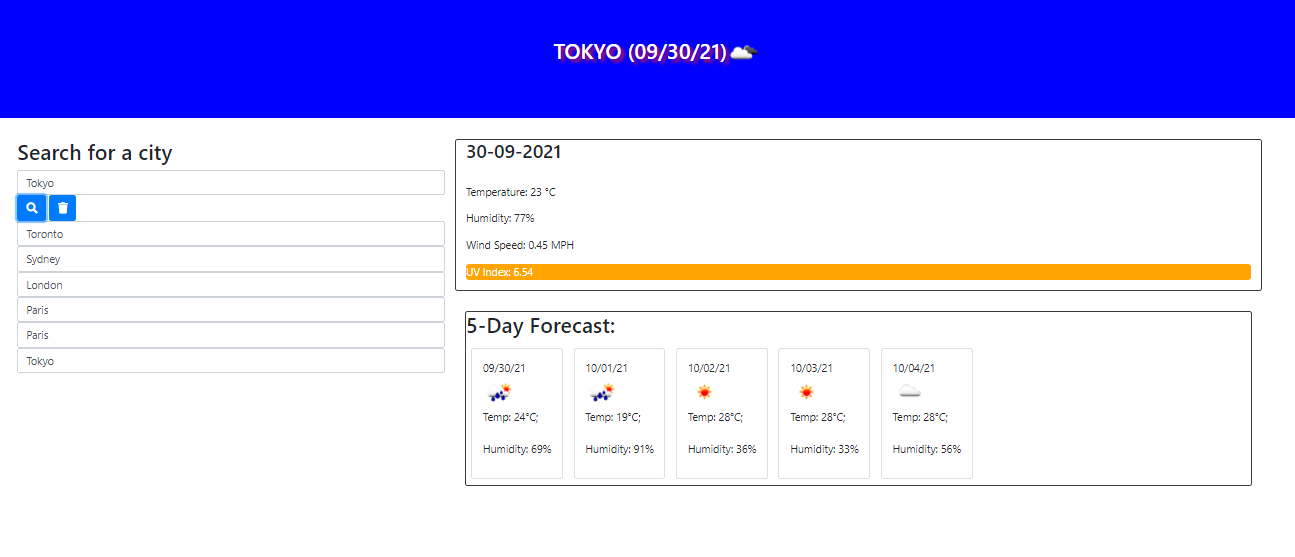 TOKYO (09/30/21)
Search for a city
Tokyo
Toronto
Sydney
London
Paris
Paris
Tokyo
30-09-2021
Temperature: 23 °C
Humidity: 77%
Wind Speed: 0.45 MPH
UV Index: 6.54
5-Day Forecast:
09/30/21
Temp: 24°C;
Humidity: 69%
10/01/21
Temp: 19°C;
Humidity: 91%
10/02/21
Temp: 28°C;
Humidity: 36%
10/03/21
Temp: 28°C;
Humidity: 33%
10/04/21
Temp: 28°C;
Humidity: 56%